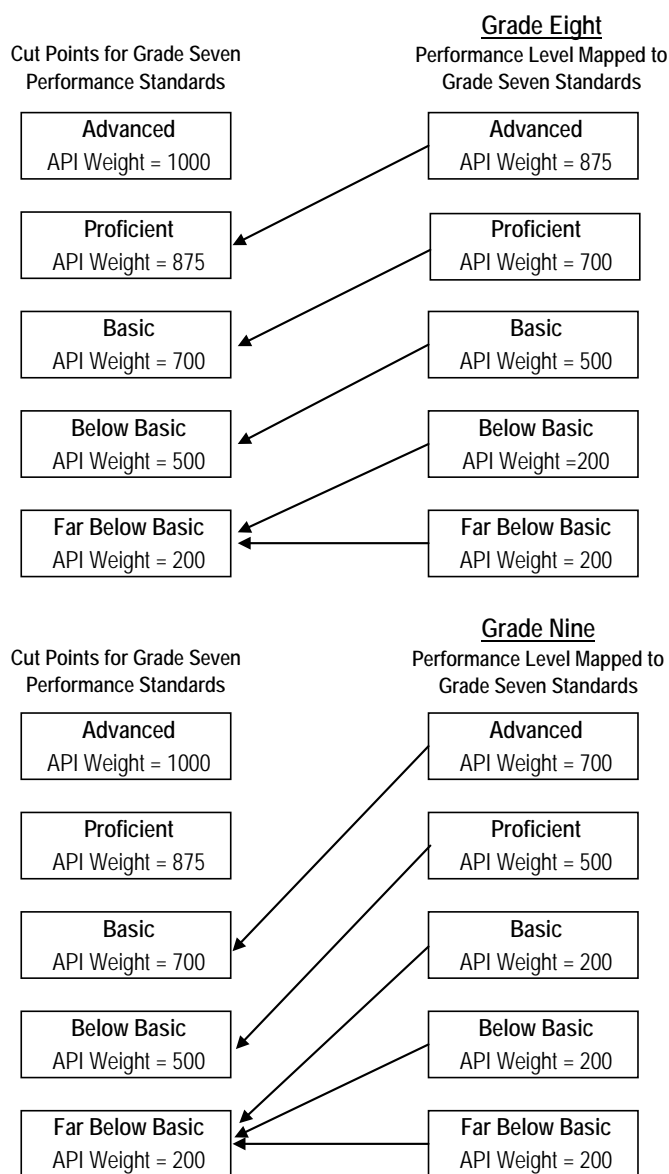 Grade Eight
Cut Points for Grade Seven
Performance Standards
Performance Level Mapped to
Grade Seven Standards
Advanced
API Weight = 1000
Advanced
API Weight = 875
Proficient
API Weight = 875
Proficient
API Weight = 700
Basic
API Weight = 700
Basic
API Weight = 500
Below Basic
API Weight = 500
Below Basic
API Weight =200
Far Below Basic
API Weight = 200
Far Below Basic
API Weight = 200
Grade Nine
Cut Points for Grade Seven
Performance Standards
Performance Level Mapped to
Grade Seven Standards
Advanced
API Weight = 1000
Advanced
API Weight = 700
Proficient
API Weight = 875
Proficient
API Weight = 500
Basic
API Weight = 700
Basic
API Weight = 200
Below Basic
API Weight = 500
Below Basic
API Weight = 200
Far Below Basic
API Weight = 200
Far Below Basic
API Weight = 200